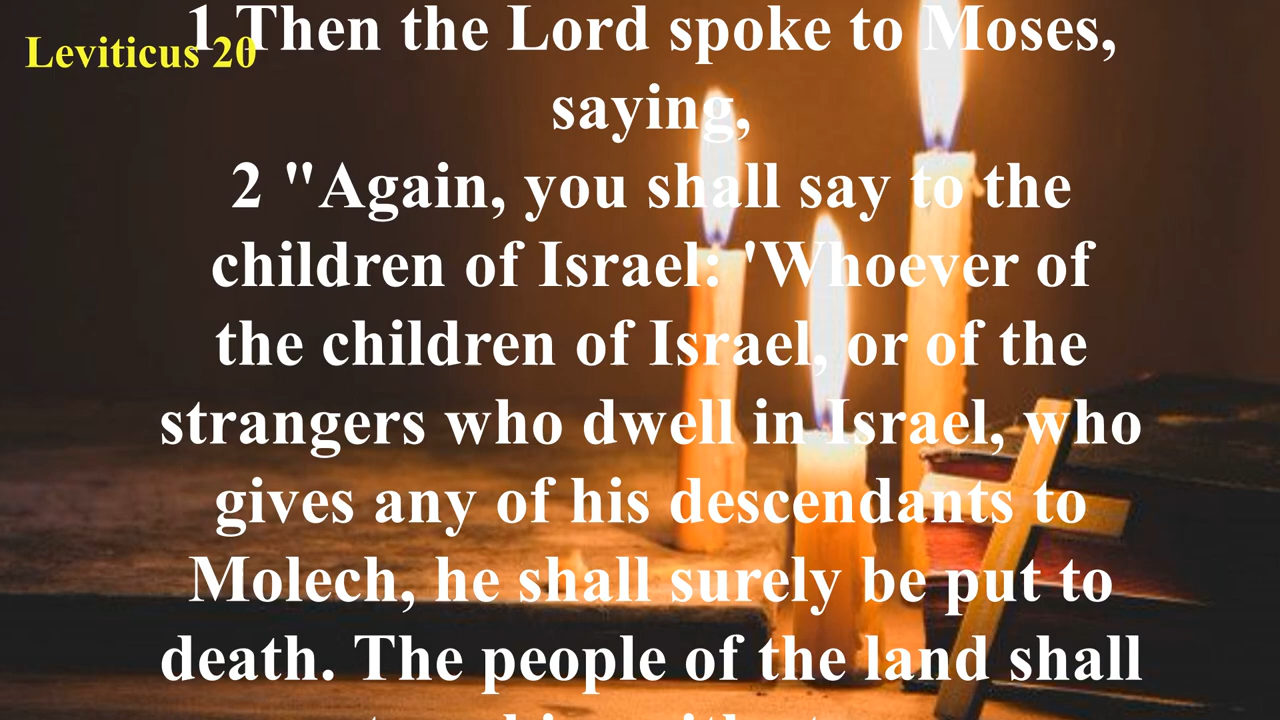 Leviticus 20
1 Then the Lord spoke to Moses,
saying,
2 "Again, you shall say to the
children of Israel: 'Whoever of
the children of Israel, or of the
strangers who dwell in Israel, who
gives any of his descendants to
Molech, he shall surely be put to
death. The people of the land shall